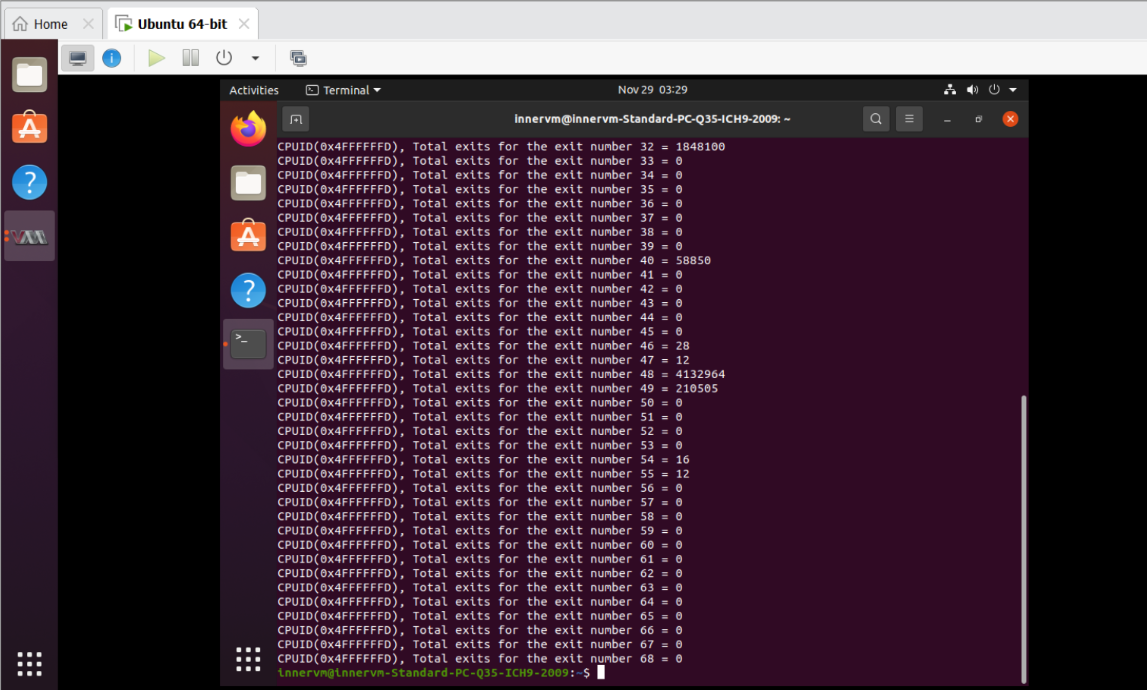 Home
Ubuntu 64-bit
Activities Terminal Nov 29 03:29
innervm@innervm-Standard-PC-Q35-ICH9-2009: ~
CPUID(0x4FFFFFFD), Total exits for the exit number 32 = 1848100
CPUID(0x4FFFFFFD), Total exits for the exit number 33 = 0
CPUID(0x4FFFFFFD), Total exits for the exit number 34 = 0
CPUID(0x4FFFFFFD), Total exits for the exit number 35 = 0
CPUID(0x4FFFFFFD), Total exits for the exit number 36 = 0
CPUID(0x4FFFFFFD), Total exits for the exit number 37 = 0
CPUID(0x4FFFFFFD), Total exits for the exit number 38 = 0
CPUID(0x4FFFFFFD), Total exits for the exit number 39 = 0
CPUID(0x4FFFFFFD), Total exits for the exit number 40 = 58850
CPUID(0x4FFFFFFD), Total exits for the exit number 41 = 0
CPUID(0x4FFFFFFD), Total exits for the exit number 42 = 0
CPUID(0x4FFFFFFD), Total exits for the exit number 43 = 0
CPUID(0x4FFFFFFD), Total exits for the exit number 44 = 0
CPUID(0x4FFFFFFD), Total exits for the exit number 45 = 0
CPUID(0x4FFFFFFD), Total exits for the exit number 46 = 28
CPUID(0x4FFFFFFD), Total exits for the exit number 47 = 12
CPUID(0x4FFFFFFD), Total exits for the exit number 48 = 4132964
CPUID(0x4FFFFFFD), Total exits for the exit number 49 = 210505
CPUID(0x4FFFFFFD), Total exits for the exit number 50 = 0
CPUID(0x4FFFFFFD), Total exits for the exit number 51 = 0
CPUID(0x4FFFFFFD), Total exits for the exit number 52 = 0
CPUID(0x4FFFFFFD), Total exits for the exit number 53 = 0
CPUID(0x4FFFFFFD), Total exits for the exit number 54 = 16
CPUID(0x4FFFFFFD), Total exits for the exit number 55 = 12
CPUID(0x4FFFFFFD), Total exits for the exit number 56 = 0
CPUID(0x4FFFFFFD), Total exits for the exit number 57 = 0
CPUID(0x4FFFFFFD), Total exits for the exit number 58 = 0
CPUID(0x4FFFFFFD), Total exits for the exit number 59 = 0
CPUID(0x4FFFFFFD), Total exits for the exit number 60 = 0
CPUID(0x4FFFFFFD), Total exits for the exit number 61 = 0
CPUID(0x4FFFFFFD), Total exits for the exit number 62 = 0
CPUID(0x4FFFFFFD), Total exits for the exit number 63 = 0
CPUID(0x4FFFFFFD), Total exits for the exit number 64 = 0
CPUID(0x4FFFFFFD), Total exits for the exit number 65 = 0
CPUID(0x4FFFFFFD), Total exits for the exit number 66 = 0
CPUID(0x4FFFFFFD), Total exits for the exit number 67 = 0
CPUID(0x4FFFFFFD), Total exits for the exit number 68 = 0
innervm@innervm-Standard-PC-Q35-ICH9-2009:~$